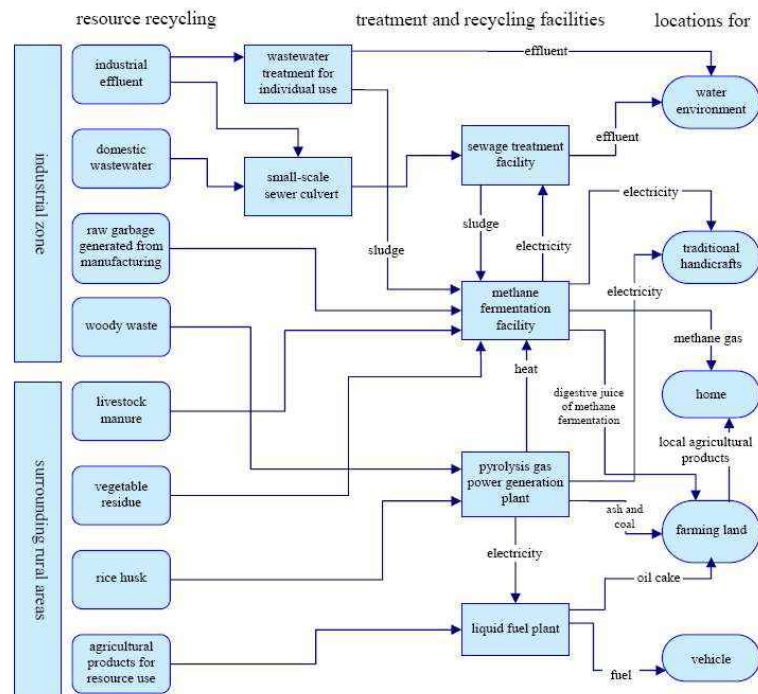 resource recycling
treatment and recycling facilities
locations for
industrial zone
surrounding rural areas
industrial
effluent
domestic
wastewater
raw garbage
generated from
manufacturing
woody waste
livestock
manure
vegetable
residue
rice husk
agricultural
products for
resource use
wastewater
treatment for
individual use
small-scale
sewer culvert
sludge
sewage treatment
facility
sludge
electricity
methane
fermentation
facility
heat
digestive juice
of methane
fermentation
pyrolysis gas
power generation
plant
electricity
liquid fuel plant
effluent
effluent
electricity
electricity
methane gas
local agricultural
products
ash and
coal
oil cake
fuel
water
environment
traditional
handicrafts
home
farming land
vehicle